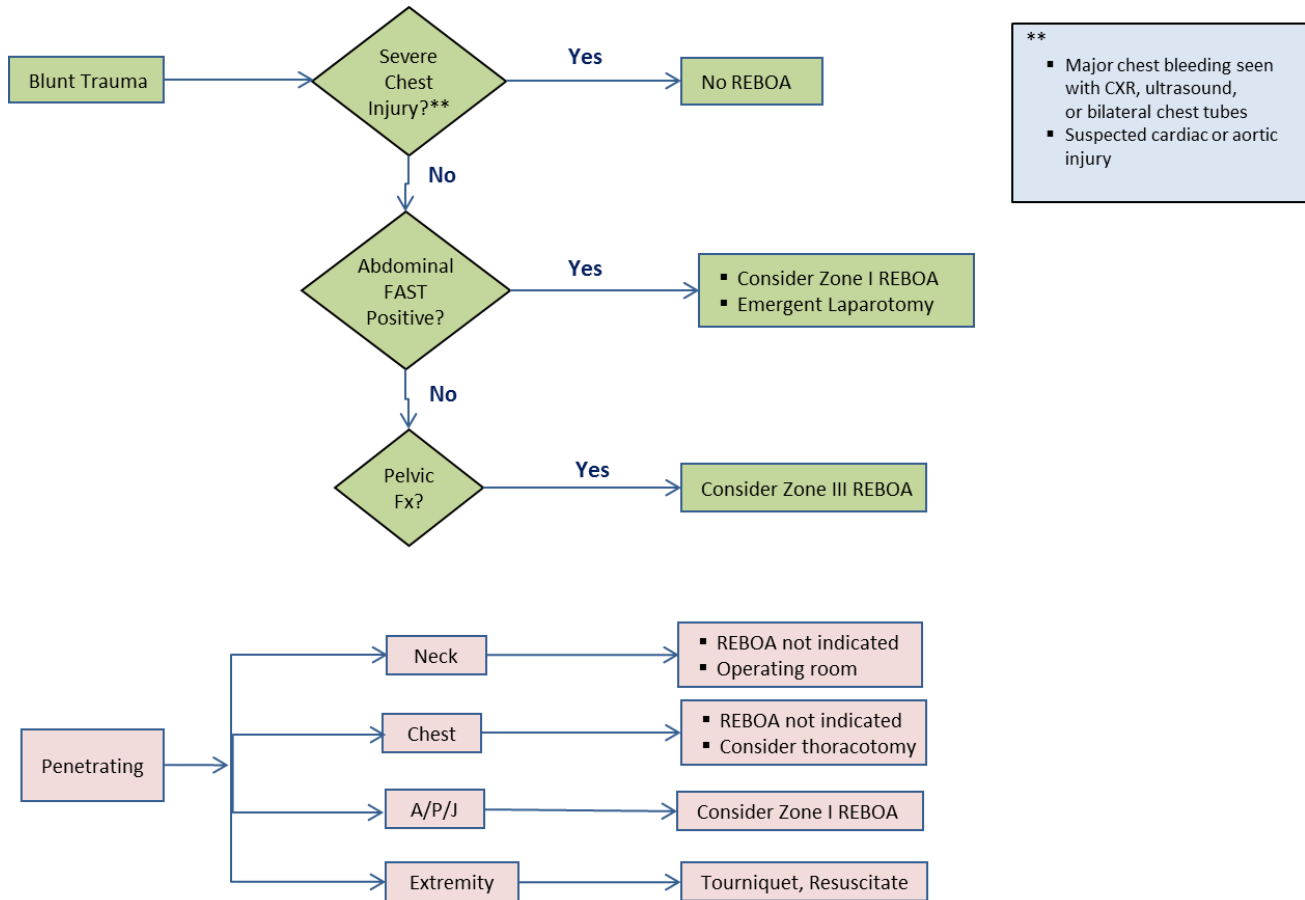 Blunt Trauma
Severe
Chest
Injury?**
Yes
No REBOA
**
▪ Major chest bleeding seen
with CXR, ultrasound,
or bilateral chest tubes
▪ Suspected cardiac or aortic
injury
No
Abdominal
FAST
Positive?
Yes
▪ Consider Zone I REBOA
▪ Emergent Laparotomy
No
Pelvic
Fx?
Yes
Consider Zone III REBOA
Penetrating
Neck
▪ REBOA not indicated
▪ Operating room
Chest
▪ REBOA not indicated
▪ Consider thoracotomy
A/P/J
Consider Zone I REBOA
Extremity
Tourniquet, Resuscitate